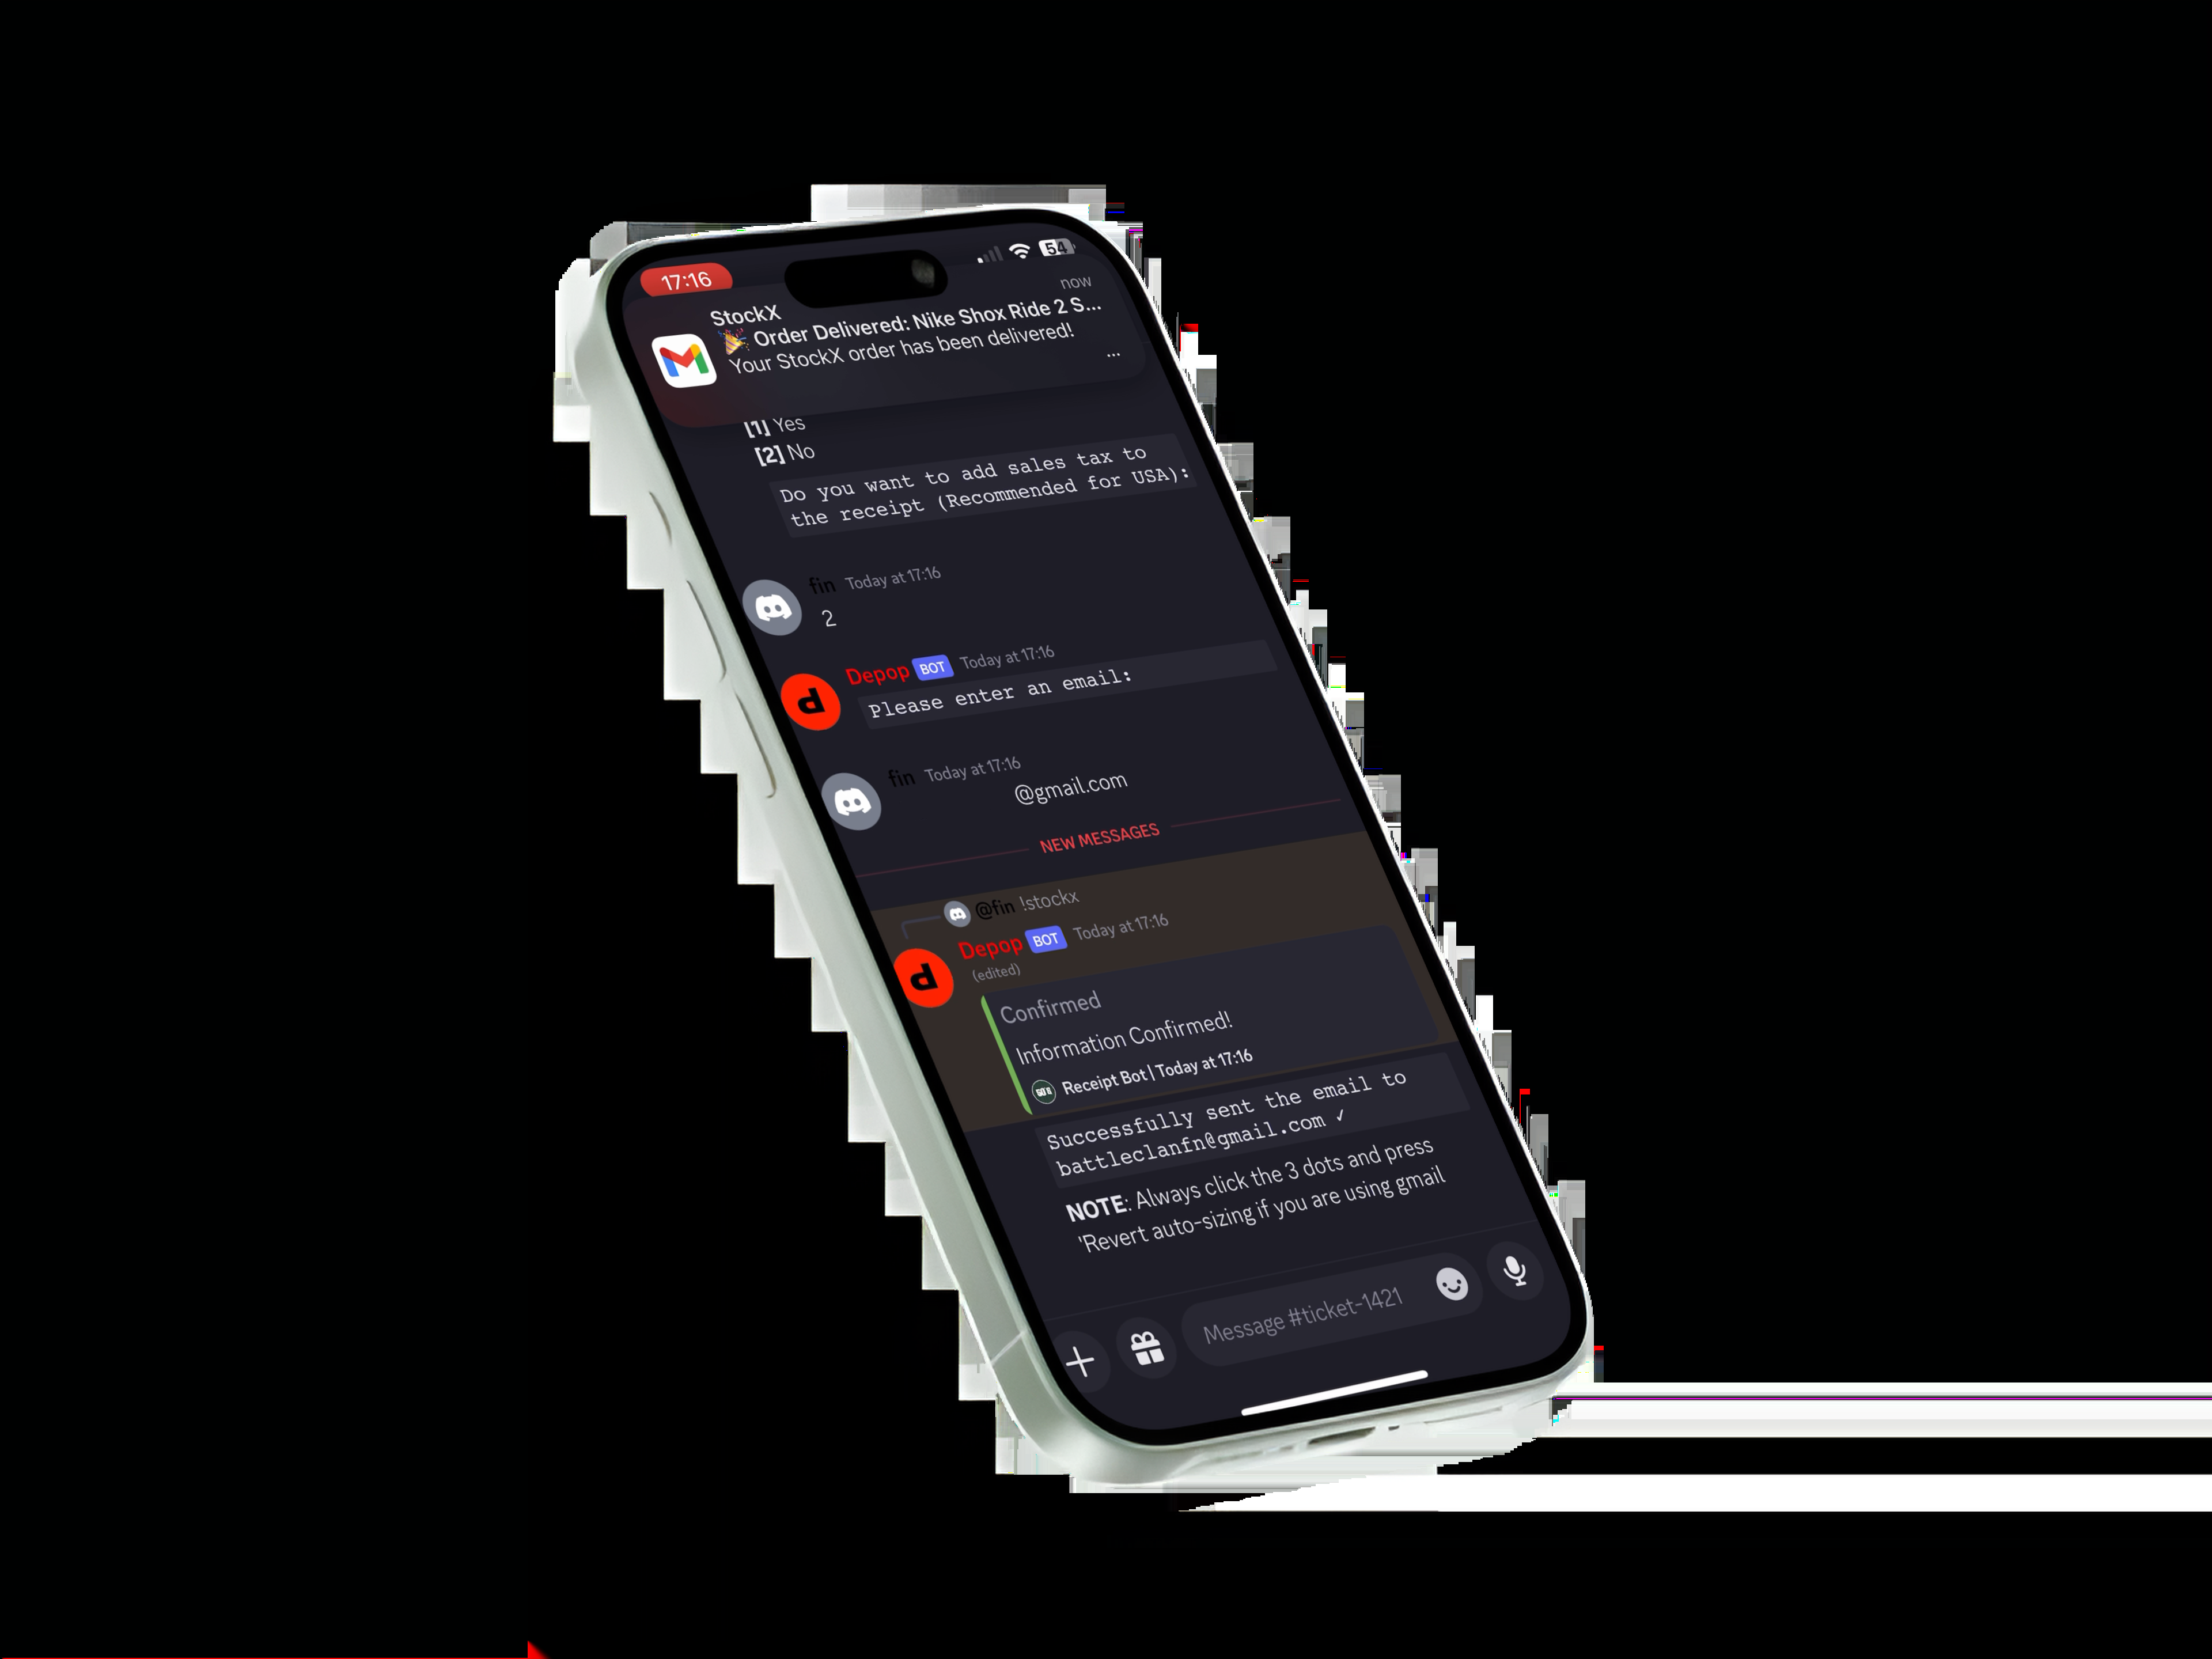 17:16
54
StockX
now
🎉 Order Delivered: Nike Shox Ride 2 S...
Your StockX order has been delivered!
...
[1] Yes
[2] No
Do you want to add sales tax to
the receipt (Recommended for USA):
fin Today at 17:16
2
Depop BOT Today at 17:16
Please enter an email:
fin Today at 17:16
@gmail.com
NEW MESSAGES
@fin !stockx
Depop BOT Today at 17:16
(edited)
Confirmed
Information Confirmed!
Receipt Bot | Today at 17:16
Successfully sent the email to
battleclanfn@gmail.com ✓
NOTE: Always click the 3 dots and press
'Revert auto-sizing if you are using gmail
Message #ticket-1421